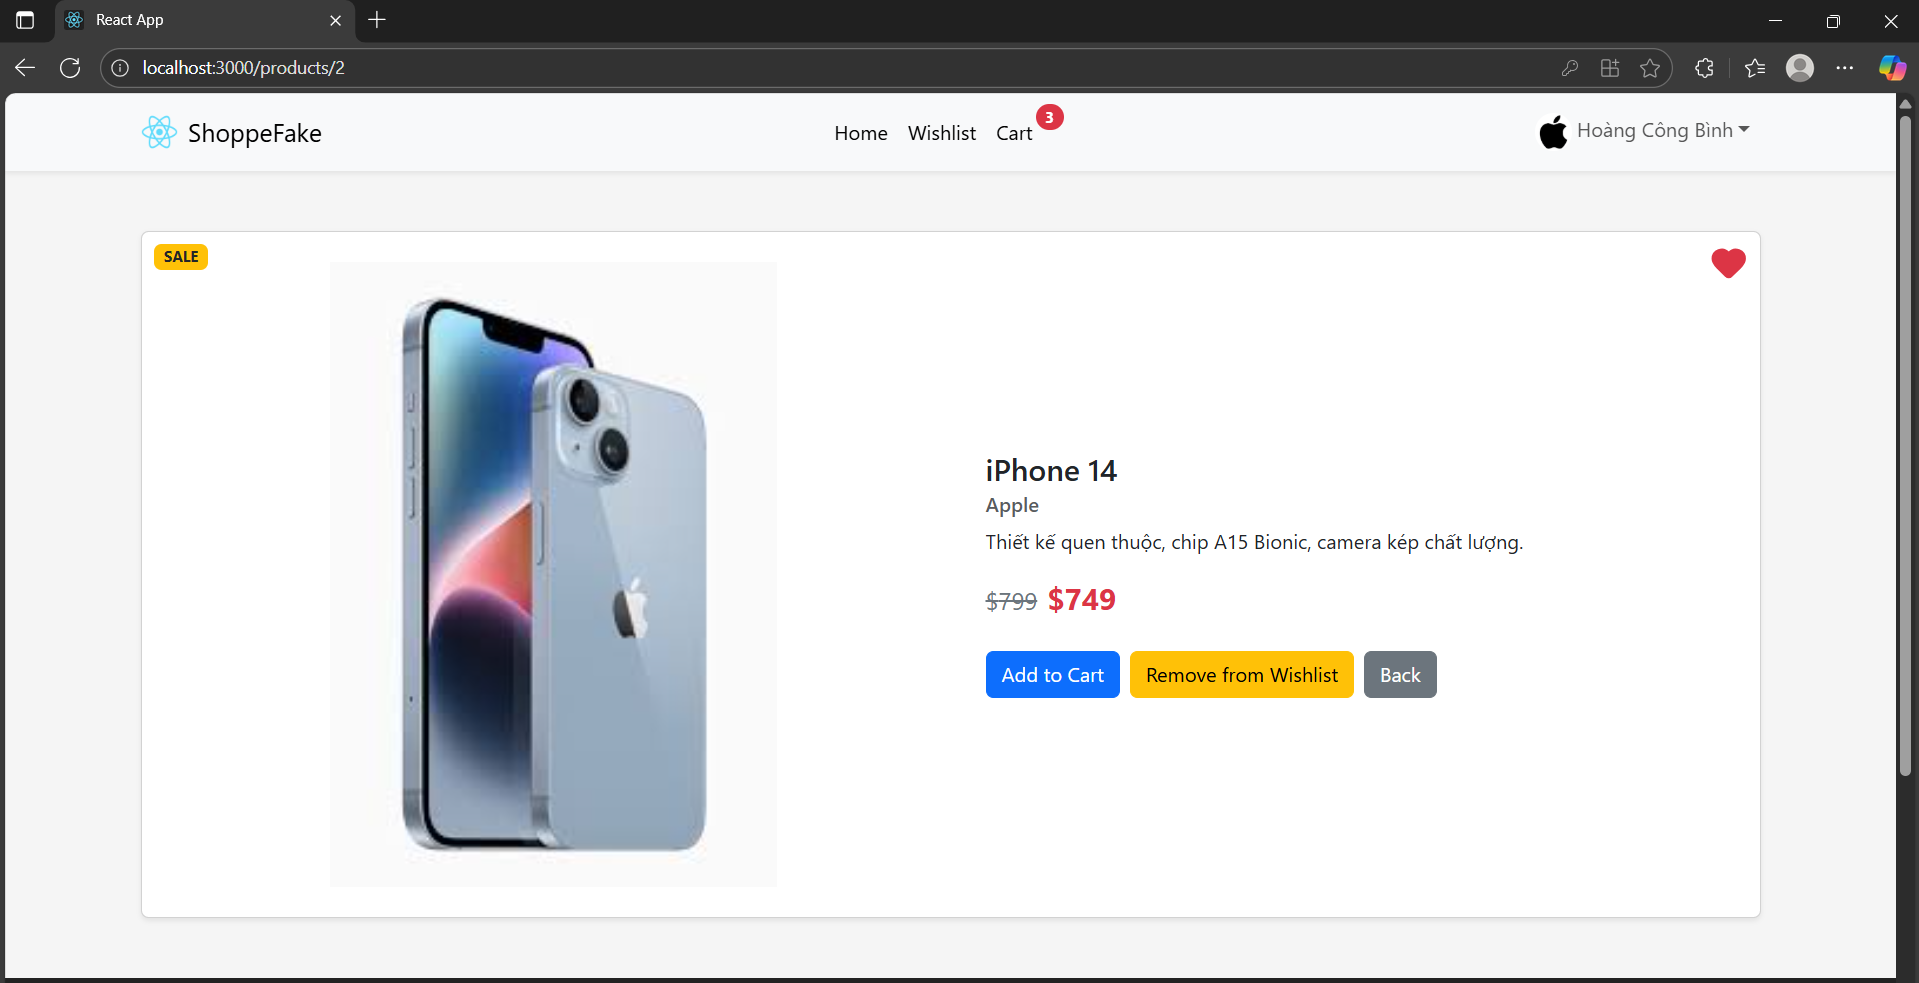 React App
localhost:3000/products/2
ShoppeFake
Home Wishlist Cart 3
Hoàng Công Bình
SALE
iPhone 14
Apple
Thiết kế quen thuộc, chip A15 Bionic, camera kép chất lượng.
$799 $749
Add to Cart Remove from Wishlist Back